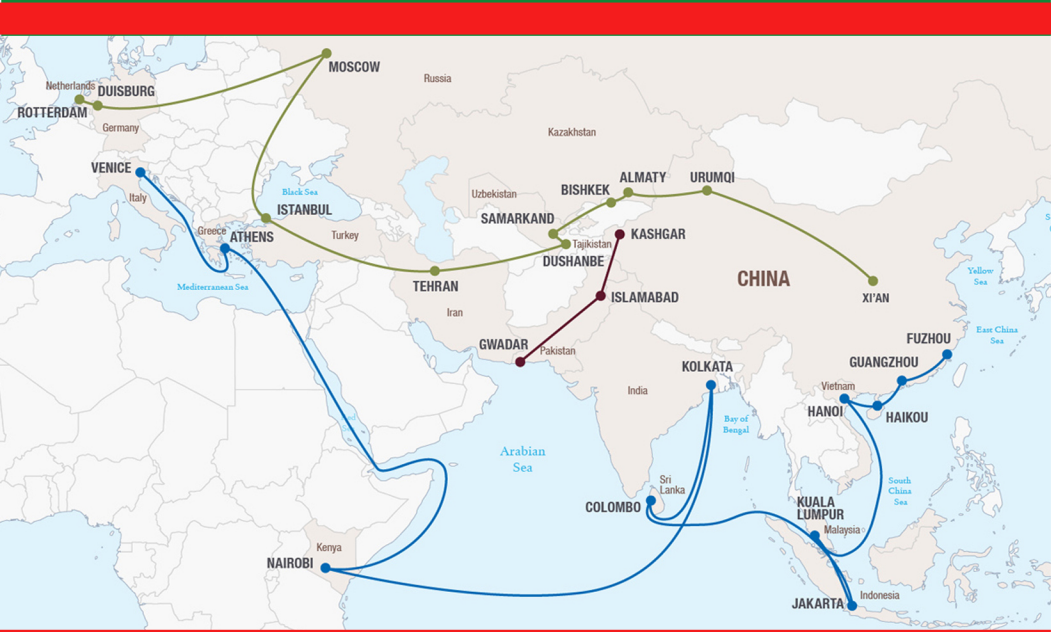 MOSCOW
Russia
Netherlands
DUISBURG
ROTTERDAM
Germany
Kazakhstan
VENICE
Italy
Black Sea
ISTANBUL
Greece
ATHENS
Turkey
Mediterranean Sea
TEHRAN
Iran
Uzbekistan
ALMATY
URUMQI
BISHKEK
SAMARKAND
Tajikistan
DUSHANBE
KASHGAR
ISLAMABAD
CHINA
XI'AN
Yellow
Sea
East China
Sea
GWADAR
Pakistan
FUZHOU
GUANGZHOU
KOLKATA
India
Vietnam
HANOI
HAIKOU
Bay of
Bengal
Arabian
Sea
Sri
Lanka
COLOMBO
South
China
Sea
KUALA
LUMPUR
Malaysia
Kenya
NAIROBI
JAKARTA
Indonesia